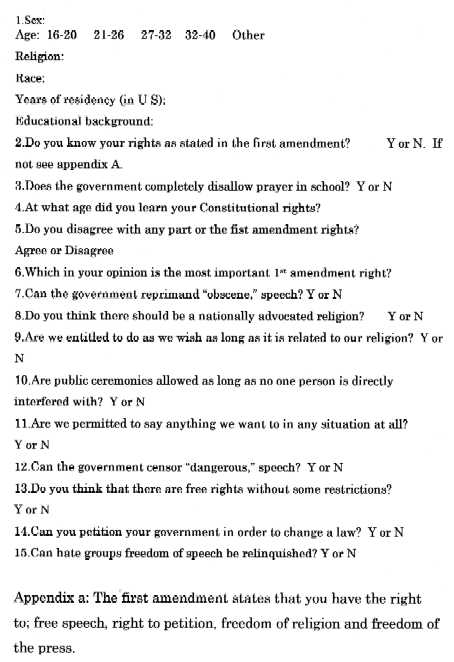 1.Sex:
Age: 16-20 21-26 27-32 32-40 Other
Religion:
Race:
Years of residency (in U S):
Educational background:
2.Do you know your rights as stated in the first amendment? Y or N. If
not see appendix A.
3.Does the government completely disallow prayer in school? Y or N
4.At what age did you learn your Constitutional rights?
5.Do you disagree with any part or the fist amendment rights?
Agree or Disagree
6.Which in your opinion is the most important 1st amendment right?
7.Can the government reprimand "obscene," speech? Y or N
8.Do you think there should be a nationally advocated religion? Y or N
9.Are we entitled to do as we wish as long as it is related to our religion? Y or
N
10.Are public ceremonies allowed as long as no one person is directly
interfered with? Y or N
11.Are we permitted to say anything we want to in any situation at all?
Y or N
12.Can the government censor "dangerous," speech? Y or N
13.Do you think that there are free rights without some restrictions?
Y or N
14.Can you petition your government in order to change a law? Y or N
15.Can hate groups freedom of speech be relinquished? Y or N
Appendix a: The first amendment states that you have the right
to; free speech, right to petition, freedom of religion and freedom of
the press.